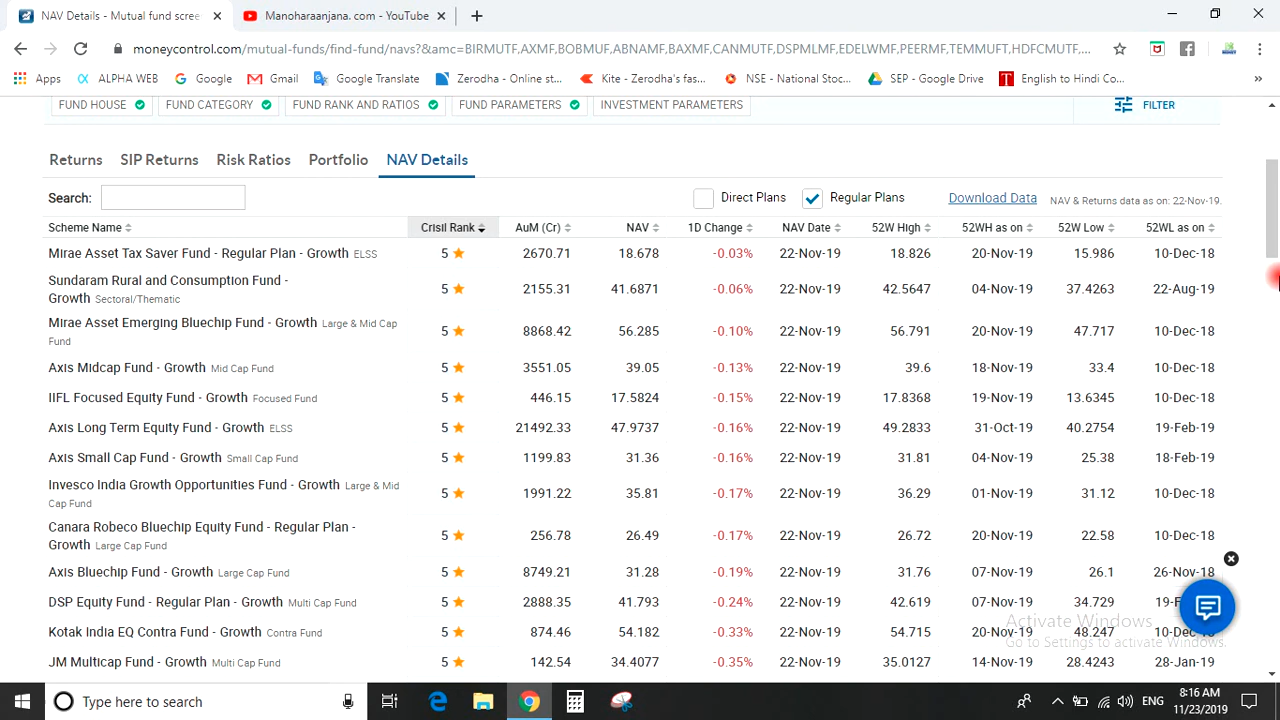 NAV Details - Mutual fund scree
Manoharaanjana. com - YouTube
moneycontrol.com/mutual-funds/find-fund/navs?&amc=BIRMUTF,AXMF,BOBMUF,ABNAMF,BAXMF,CANMUTF,DSPMLMF,EDELWMF,PEERMF,TEMMUFT,HDFCMUTF,...
Apps ALPHA WEB Google Gmail Google Translate Zerodha - Online st... Kite - Zerodha's fas... NSE - National Stoc... SEP - Google Drive English to Hindi Co... »
FUND HOUSE FUND CATEGORY FUND RANK AND RATIOS FUND PARAMETERS INVESTMENT PARAMETERS FILTER
Returns SIP Returns Risk Ratios Portfolio NAV Details
Search: Direct Plans Regular Plans Download Data NAV & Returns data as on: 22-Nov-19.
Scheme Name Crisil Rank AuM (Cr) NAV 1D Change NAV Date 52W High 52WH as on 52W Low 52WL as on
Mirae Asset Tax Saver Fund - Regular Plan - Growth ELSS 5 2670.71 18.678 -0.03% 22-Nov-19 18.826 20-Nov-19 15.986 10-Dec-18
Sundaram Rural and Consumption Fund -
Growth Sectoral/Thematic 5 2155.31 41.6871 -0.06% 22-Nov-19 42.5647 04-Nov-19 37.4263 22-Aug-19
Mirae Asset Emerging Bluechip Fund - Growth Large & Mid Cap
Fund 5 8868.42 56.285 -0.10% 22-Nov-19 56.791 20-Nov-19 47.717 10-Dec-18
Axis Midcap Fund - Growth Mid Cap Fund 5 3551.05 39.05 -0.13% 22-Nov-19 39.6 18-Nov-19 33.4 10-Dec-18
IIFL Focused Equity Fund - Growth Focused Fund 5 446.15 17.5824 -0.15% 22-Nov-19 17.8368 19-Nov-19 13.6345 10-Dec-18
Axis Long Term Equity Fund - Growth ELSS 5 21492.33 47.9737 -0.16% 22-Nov-19 49.2833 31-Oct-19 40.2754 19-Feb-19
Axis Small Cap Fund - Growth Small Cap Fund 5 1199.83 31.36 -0.16% 22-Nov-19 31.81 04-Nov-19 25.38 18-Feb-19
Invesco India Growth Opportunities Fund - Growth Large & Mid
Cap Fund 5 1991.22 35.81 -0.17% 22-Nov-19 36.29 01-Nov-19 31.12 10-Dec-18
Canara Robeco Bluechip Equity Fund - Regular Plan -
Growth Large Cap Fund 5 256.78 26.49 -0.17% 22-Nov-19 26.72 20-Nov-19 22.58 10-Dec-18
Axis Bluechip Fund - Growth Large Cap Fund 5 8749.21 31.28 -0.19% 22-Nov-19 31.76 07-Nov-19 26.1 26-Nov-18
DSP Equity Fund - Regular Plan - Growth Multi Cap Fund 5 2888.35 41.793 -0.24% 22-Nov-19 42.619 07-Nov-19 34.729 19-F
Activate Windows
Kotak India EQ Contra Fund - Growth Contra Fund 5 874.46 54.182 -0.33% 22-Nov-19 54.715 20-Nov-19 48.247 10-Dec-18
Go to Settings to activate Windows.
JM Multicap Fund - Growth Multi Cap Fund 5 142.54 34.4077 -0.35% 22-Nov-19 35.0127 14-Nov-19 28.4243 28-Jan-19
Type here to search
ENG
8:16 AM
11/23/2019